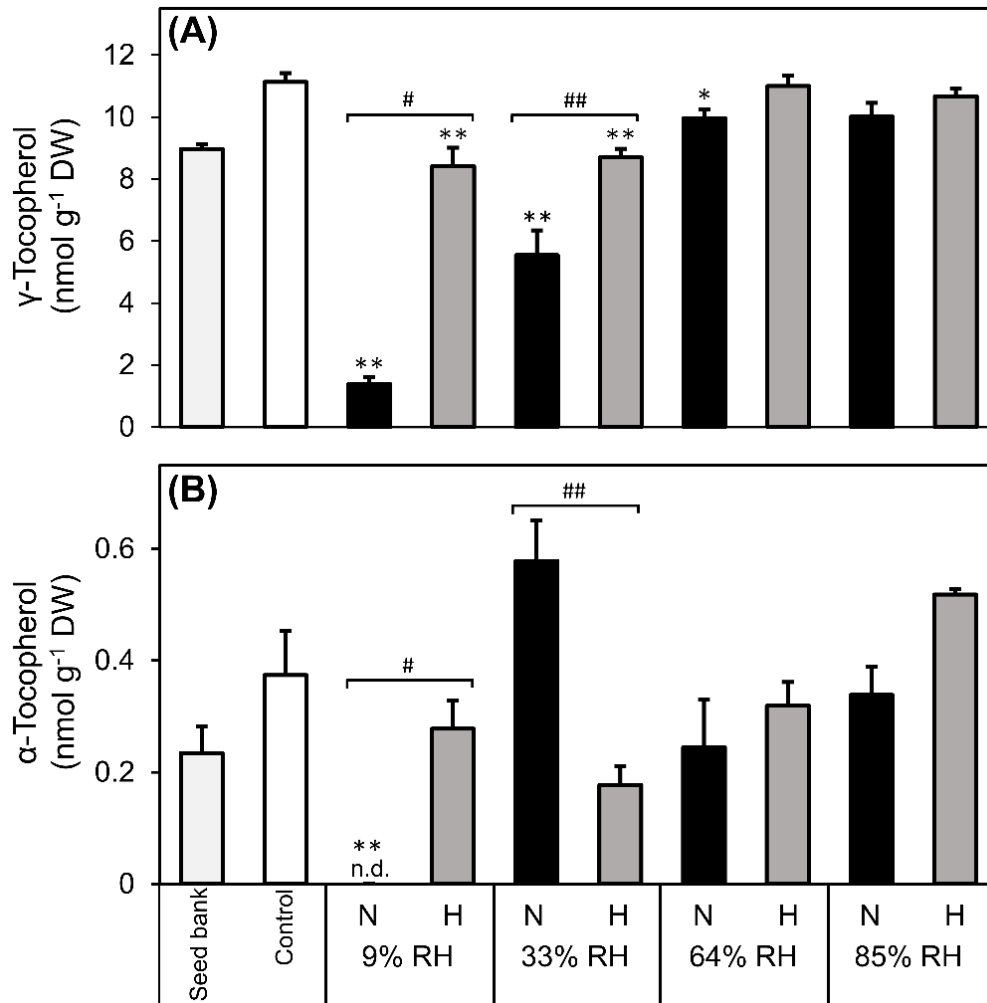 (A)
γ-Tocopherol
(nmol g⁻¹ DW)
12
10
8
6
4
2
0
#
##
**
**
**
**
*
(B)
α-Tocopherol
(nmol g⁻¹ DW)
0.6
0.4
0.2
0
#
##
**
n.d.
Seed bank
Control
N H N H N H N H
9% RH 33% RH 64% RH 85% RH